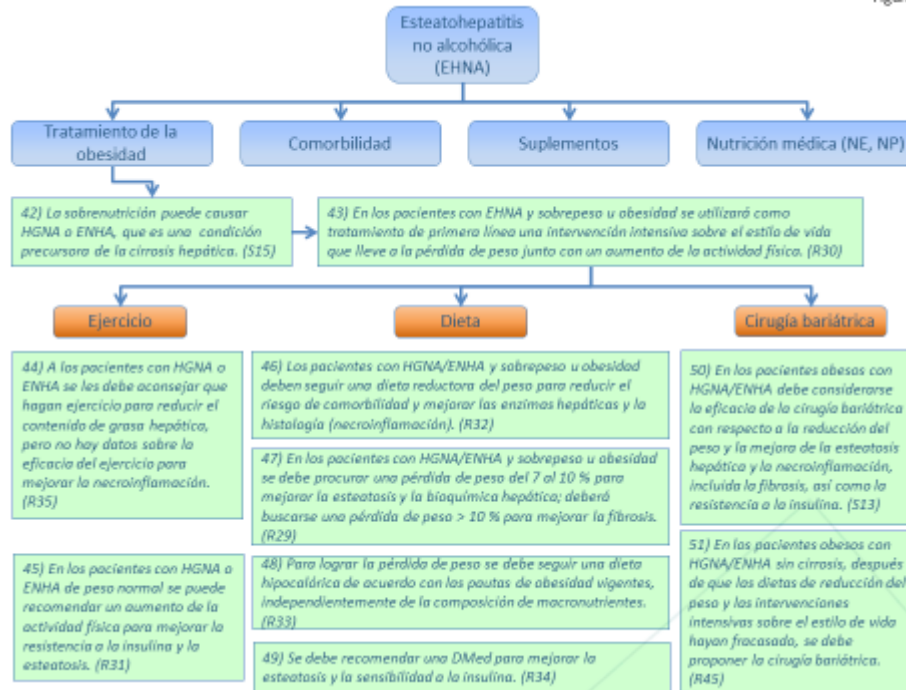 Figu
Esteatohepatitis
no alcohólica
(EHNA)
Tratamiento de la
obesidad
Comorbilidad
Suplementos
Nutrición médica (NE, NP)
42) La sobrenutrición puede causar
HGNA o ENHA, que es una condición
precursora de la cirrosis hepática. (S15)
43) En los pacientes con EHNA y sobrepeso u obesidad se utilizará como
tratamiento de primera línea una intervención intensiva sobre el estilo de vida
que lleve a la pérdida de peso junto con un aumento de la actividad física. (R30)
Ejercicio
44) A los pacientes con HGNA o
ENHA se les debe aconsejar que
hagan ejercicio para reducir el
contenido de grasa hepática,
pero no hay datos sobre la
eficacia del ejercicio para
mejorar la necroinflamación.
(R35)
45) En los pacientes con HGNA o
ENHA de peso normal se puede
recomendar un aumento de la
actividad física para mejorar la
resistencia a la insulina y la
esteatosis. (R31)
Dieta
46) Los pacientes con HGNA/ENHA y sobrepeso u obesidad
deben seguir una dieta reductora del peso para reducir el
riesgo de comorbilidad y mejorar las enzimas hepáticas y la
histología (necroinflamación). (R32)
47) En los pacientes con HGNA/ENHA y sobrepeso u obesidad
se debe procurar una pérdida de peso del 7 al 10 % para
mejorar la esteatosis y la bioquímica hepática; deberá
buscarse una pérdida de peso > 10 % para mejorar la fibrosis.
(R29)
48) Para lograr la pérdida de peso se debe seguir una dieta
hipocalórica de acuerdo con las pautas de obesidad vigentes,
independientemente de la composición de macronutrientes.
(R33)
49) Se debe recomendar una DMed para mejorar la
esteatosis y la sensibilidad a la insulina. (R34)
Cirugía bariátrica
50) En los pacientes obesos con
HGNA/ENHA debe considerarse
la eficacia de la cirugía bariátrica
con respecto a la reducción del
peso y la mejora de la esteatosis
hepática y la necroinflamación,
incluida la fibrosis, así como la
resistencia a la insulina. (S13)
51) En los pacientes obesos con
HGNA/ENHA sin cirrosis, después
de que las dietas de reducción del
peso y las intervenciones
intensivas sobre el estilo de vida
hayan fracasado, se debe
proponer la cirugía bariátrica.
(R45)